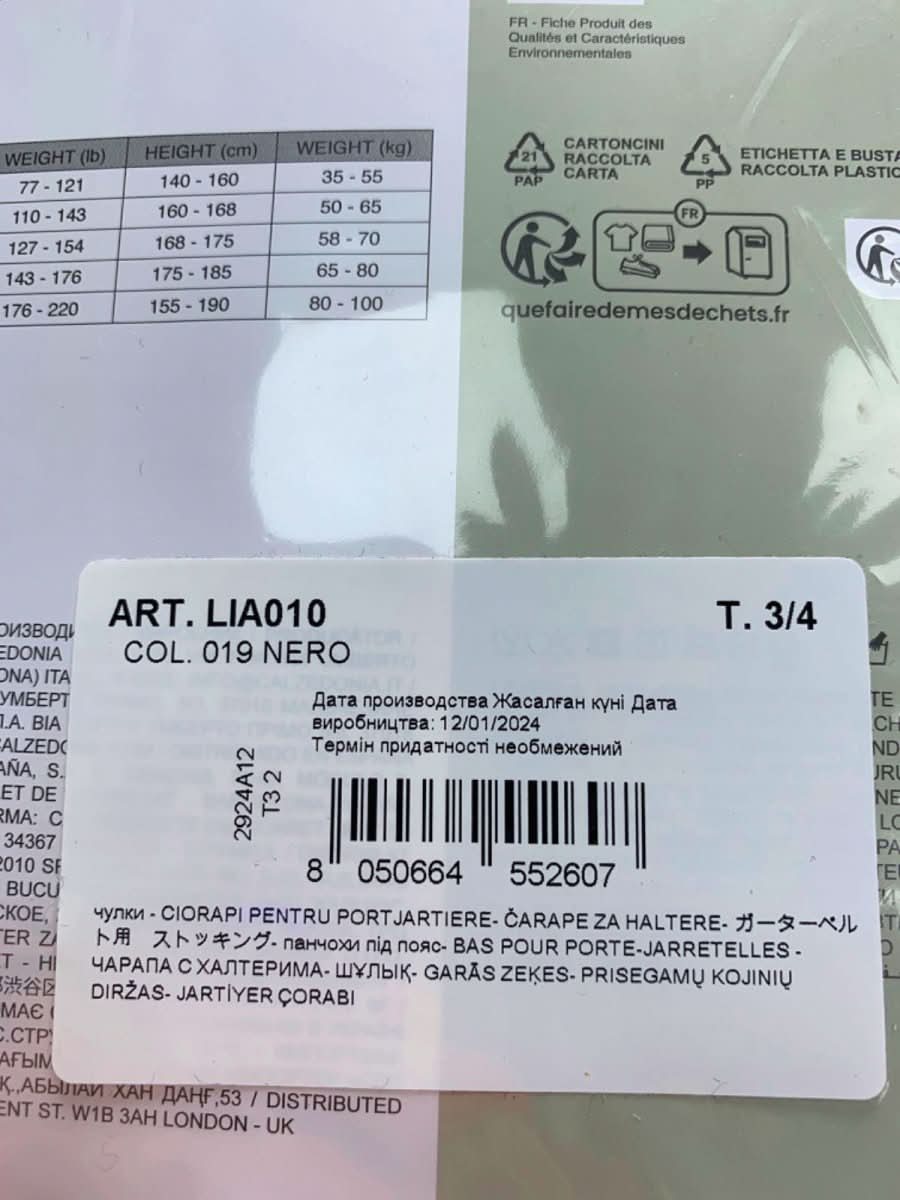 FR - Fiche Produit des
Qualités et Caractéristiques
Environnementales
WEIGHT (lb) HEIGHT (cm) WEIGHT (kg)
77 - 121 140 - 160 35 - 55
110 - 143 160 - 168 50 - 65
127 - 154 168 - 175 58 - 70
143 - 176 175 - 185 65 - 80
176 - 220 155 - 190 80 - 100
21
PAP
CARTONCINI
RACCOLTA
CARTA
5
PP
ETICHETTA E BUSTA
RACCOLTA
FR
quefairedemesdechets.fr
ART. LIA010 T. 3/4
COL. 019 NERO
Дата производства Жасалған күні Дата
виробництва: 12/01/2024
Термін придатності необмежений
2924A12
T3 2
8 050664 552607
чулки - CIORAPI PENTRU PORTJARTIERE- ČARAPE ZA HALTERE- ガーターベル
ト用 ストッキング- панчохи під пояс- BAS POUR PORTE-JARRETELLES -
ЧАРАПА С ХАЛТЕРИМА- ШҰЛЫҚ- GARĀS ZEĶES- PRISEGAMŲ KOJINIŲ
DIRŽAS- JARTİYER ÇORABI
34367
2010
BUCU
АБЫЛАЙ ХАН ДАНҒ,53 / DISTRIBUTED
ST. W1B 3AH LONDON - UK